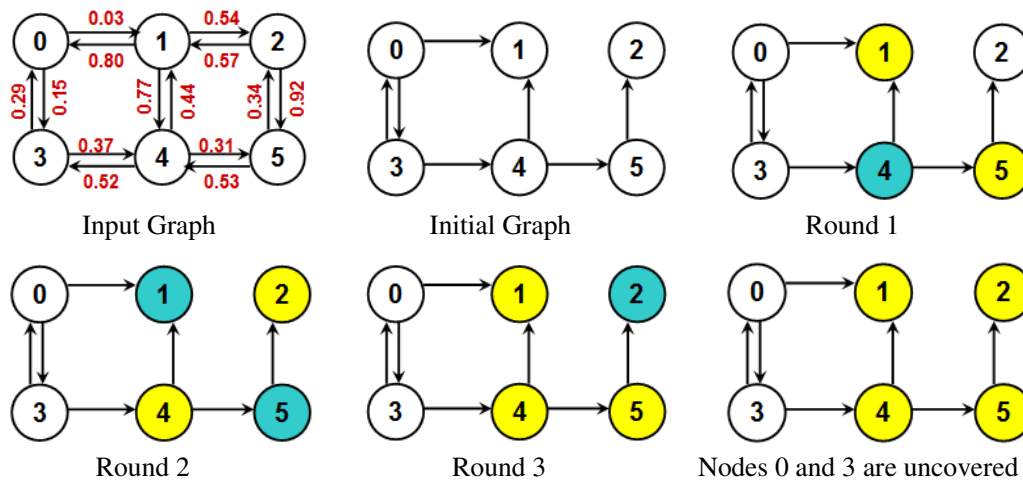 0 0.03 1 0.54 2
0.80 0.57
0.29 0.15 0.77 0.44 0.34 0.92
3 0.37 4 0.31 5
0.52 0.53
Input Graph
0 1 2
3 4 5
Initial Graph
0 1 2
3 4 5
Round 1
0 1 2
3 4 5
Round 2
0 1 2
3 4 5
Round 3
0 1 2
3 4 5
Nodes 0 and 3 are uncovered